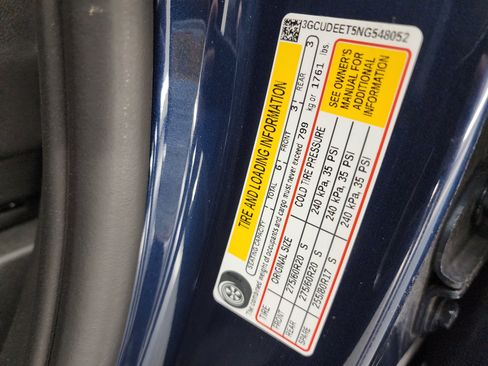 3GCUDEET5NG548052
TIRE AND LOADING INFORMATION
SEATING CAPACITY TOTAL 6 FRONT 3 REAR 3
The combined weight of occupants and cargo must never exceed 799 kg or 1761 lbs.
TIRE ORIGINAL SIZE COLD TIRE PRESSURE
FRONT 275/60R20 S 240 kPa, 35 PSI
REAR 275/60R20 S 240 kPa, 35 PSI
SPARE 255/80R17 S 240 kPa, 35 PSI
SEE OWNER'S
MANUAL FOR
ADDITIONAL
INFORMATION